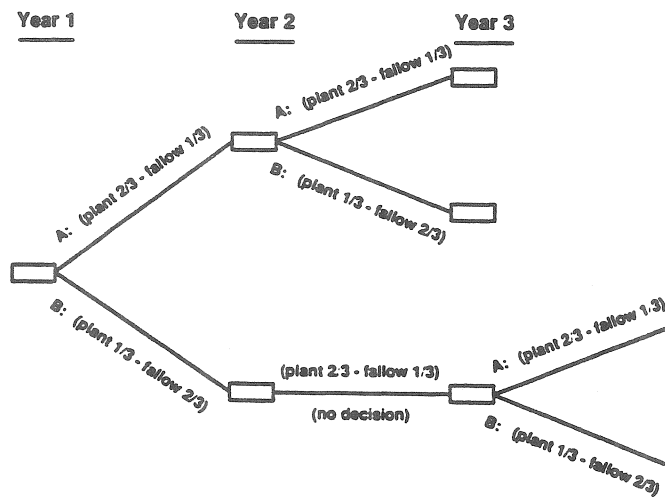 Year 1
Year 2
Year 3
A: (plant 2/3 - fallow 1/3)
B: (plant 1/3 - fallow 2/3)
A: (plant 2/3 - fallow 1/3)
B: (plant 1/3 - fallow 2/3)
(plant 2/3 - fallow 1/3)
(no decision)
A: (plant 2/3 - fallow 1/3)
B: (plant 1/3 - fallow 2/3)